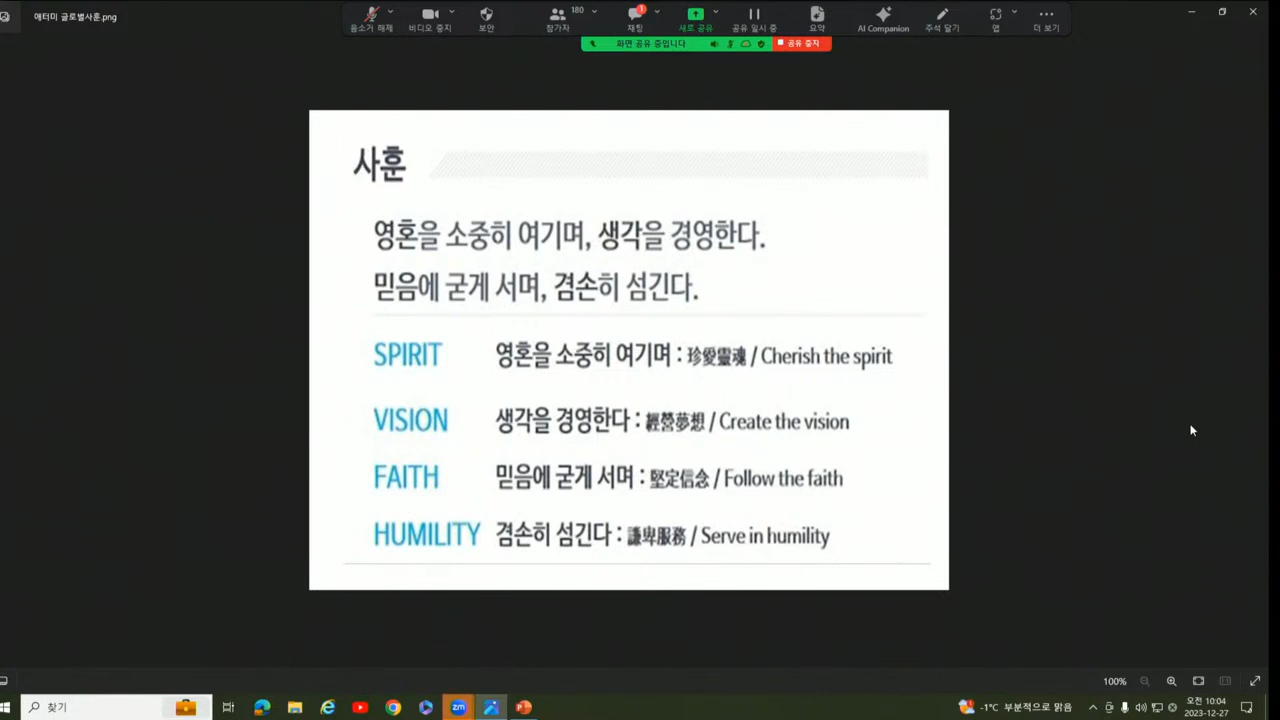 애터미 글로벌사훈.png
180
1
음소거 해제
비디오 중지
보안
참가자
채팅
새로 공유
공유 일시 중
요약
AI Companion
주석 달기
앱
더 보기
화면 공유 중입니다
공유 중지
사훈
영혼을 소중히 여기며, 생각을 경영한다.
믿음에 굳게 서며, 겸손히 섬긴다.
SPIRIT 영혼을 소중히 여기며 : 珍愛靈魂 / Cherish the spirit
VISION 생각을 경영한다 : 經營夢想 / Create the vision
FAITH 믿음에 굳게 서며 : 堅定信念 / Follow the faith
HUMILITY 겸손히 섬긴다 : 謙卑服務 / Serve in humility
100%
찾기
zm
-1°C 부분적으로 맑음
오전 10:04
2023-12-27